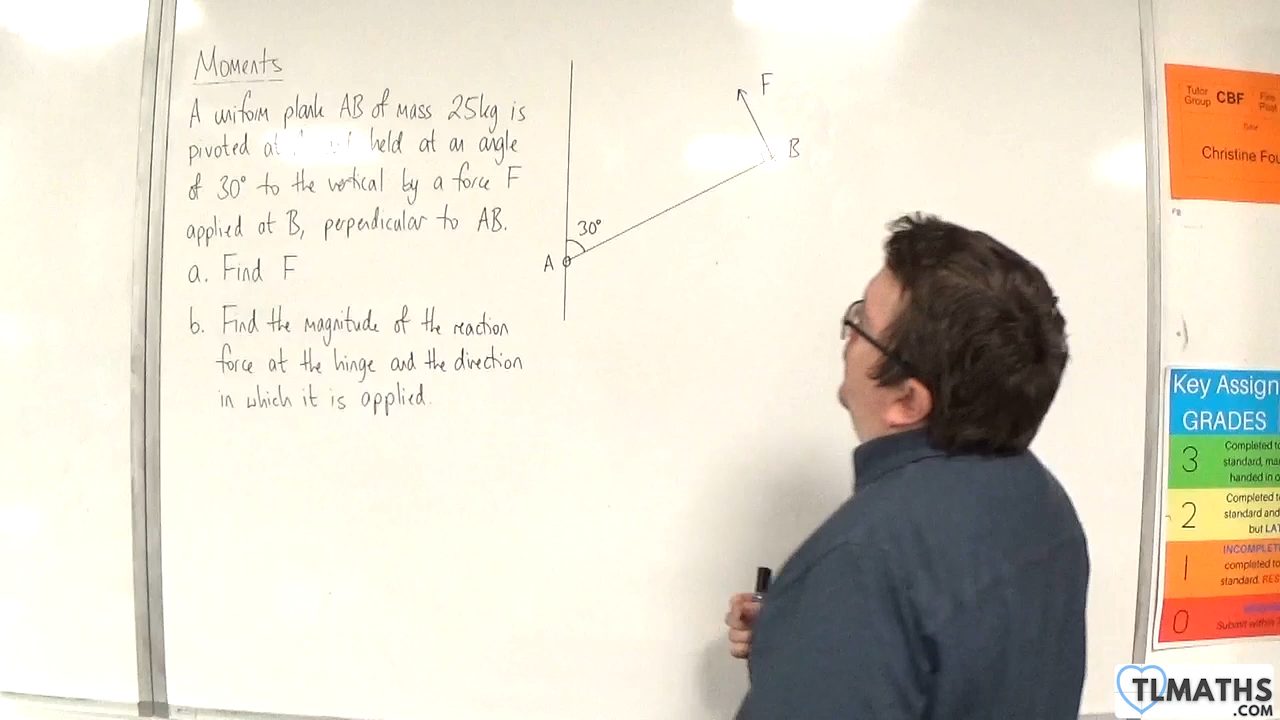 Moments
A uniform plank AB of mass 25kg is
pivoted at held at an angle
of 30° to the vertical by a force F
applied at B, perpendicular to AB.
a. Find F
b. Find the magnitude of the reaction
force at the hinge and the direction
in which it is applied.
F
B
30°
A
Tutor
Group CBF
Christine Fou
Key Assign
GRADES
3
Completed to
standard, ma
handed in o
2
Completed t
standard and
but LAT
1
INCOMPLET
completed to
standard. RES
0
Submit within
TLMATHS
.COM